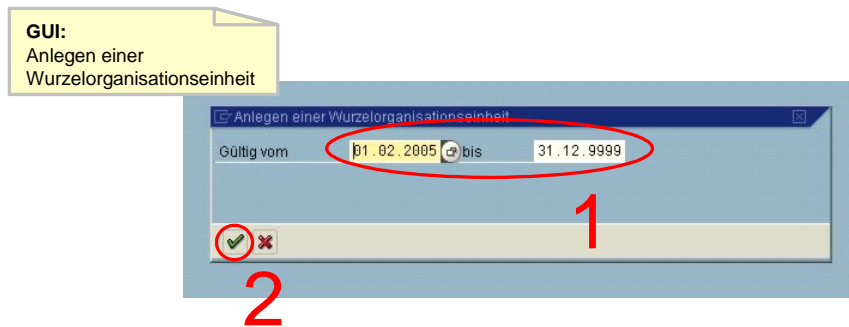 GUI:
Anlegen einer
Wurzelorganisationseinheit
Anlegen einer Wurzelorganisationseinheit
Gültig vom 01.02.2005 bis 31.12.9999
1
2